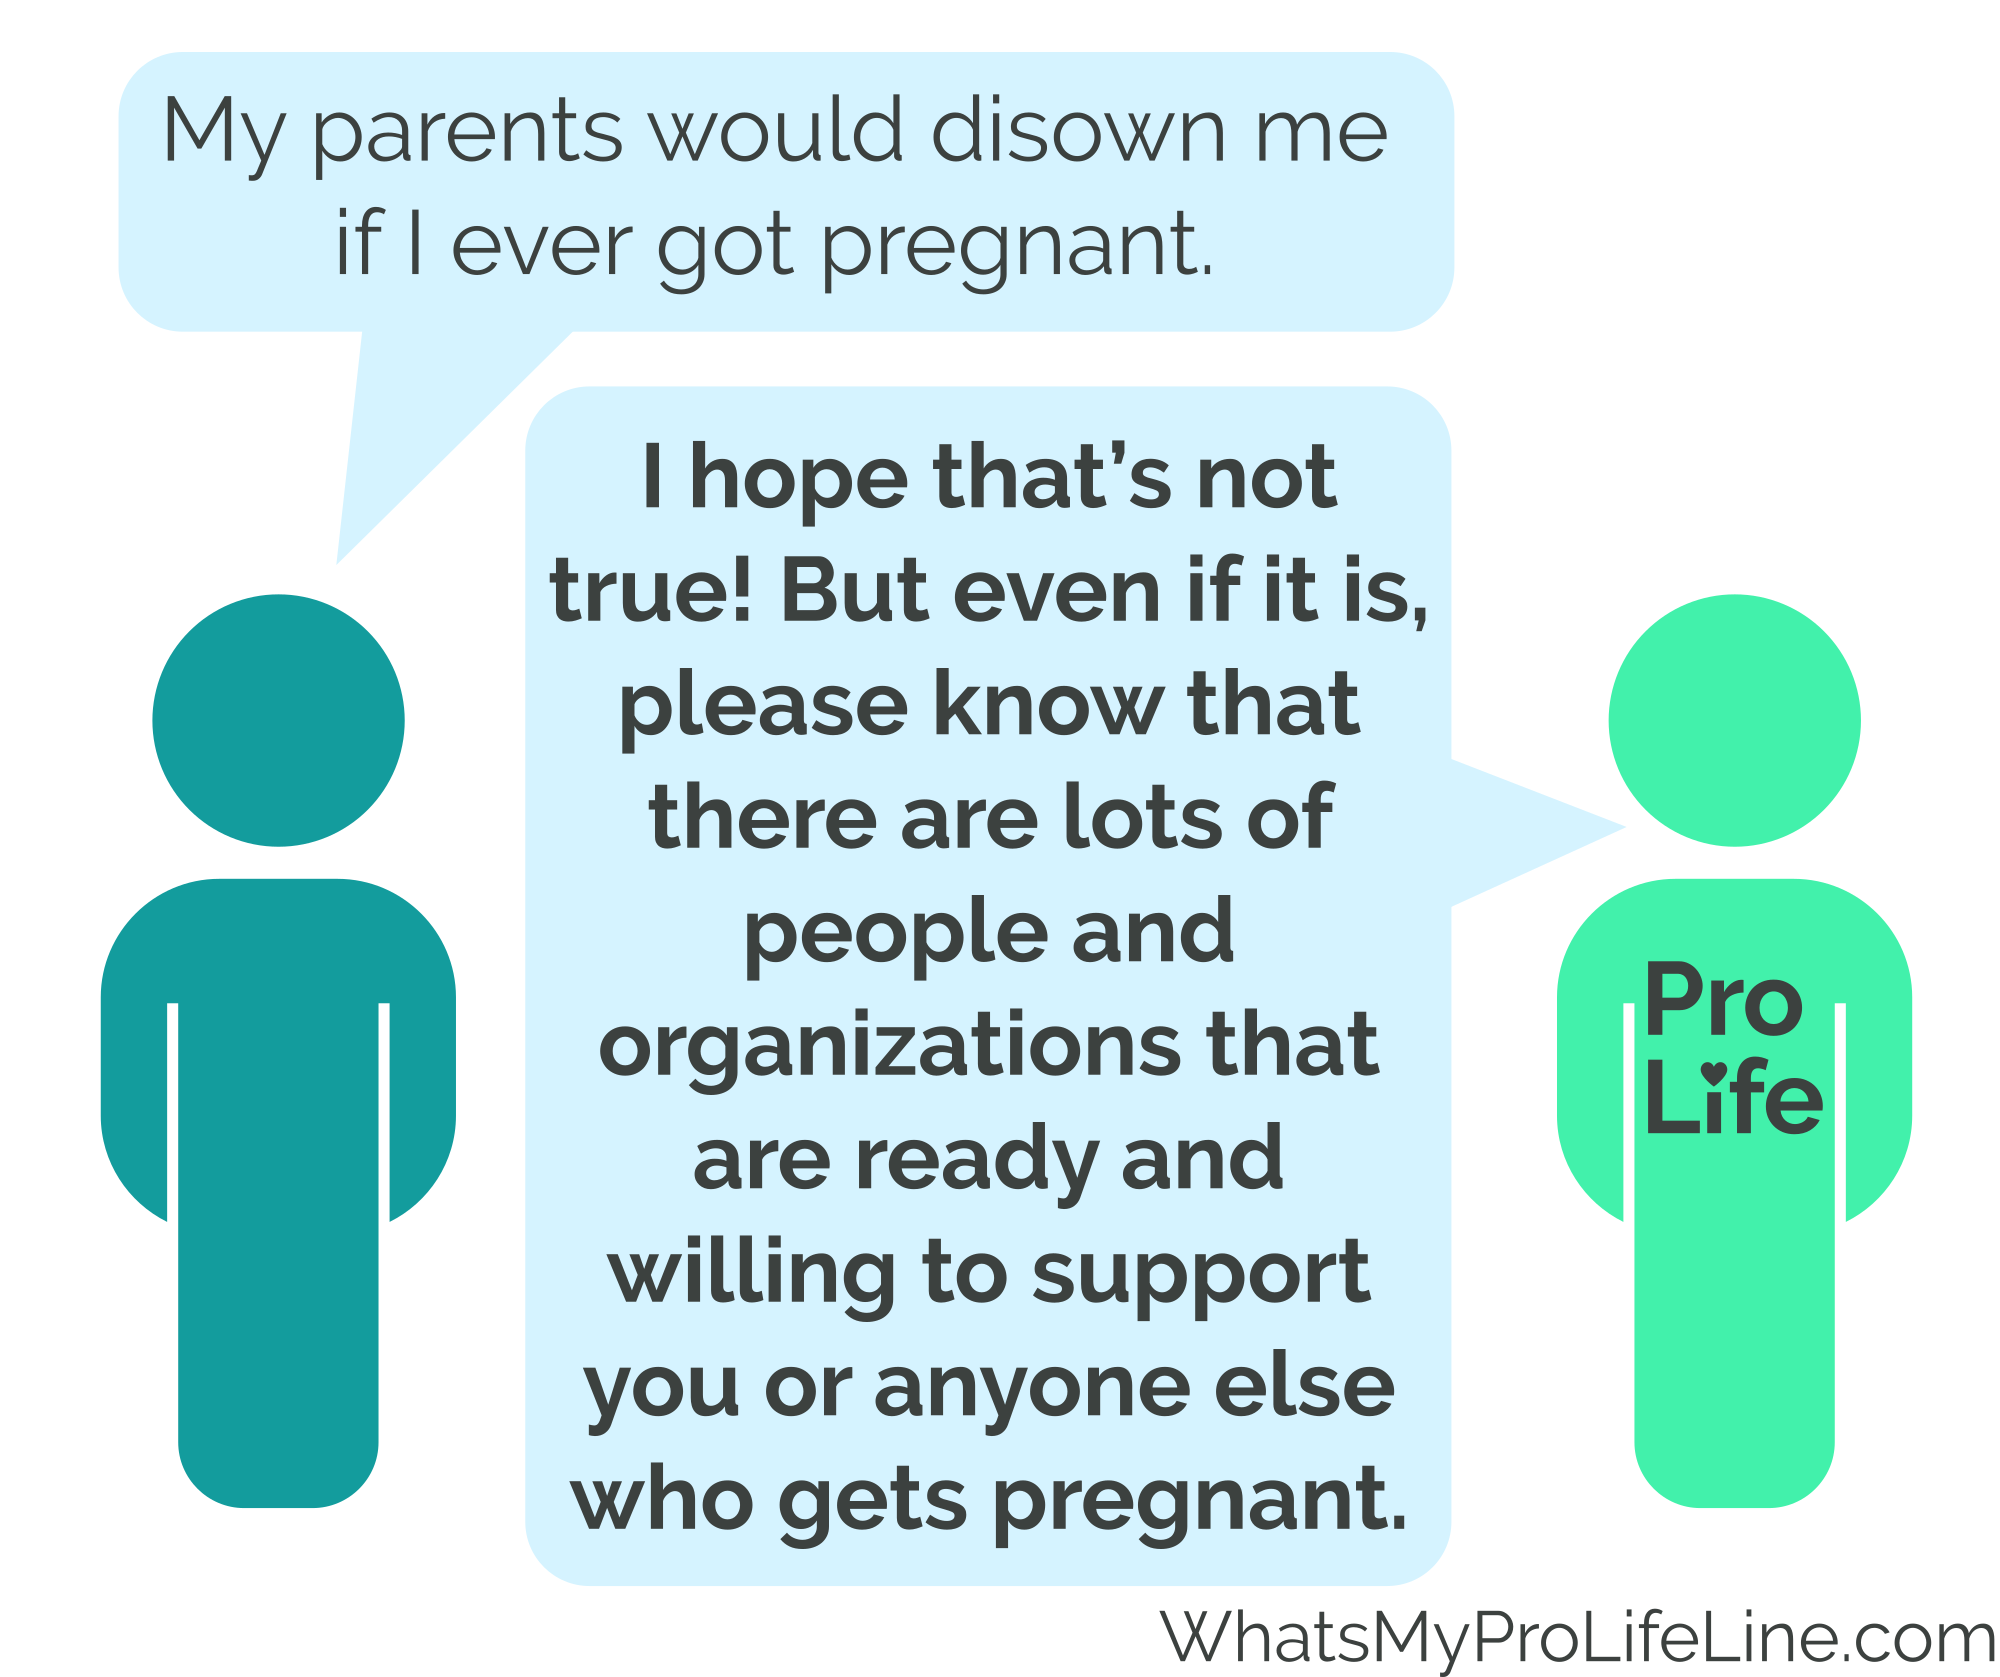 My parents would disown me
if I ever got pregnant.
I hope that’s not
true! But even if it is,
please know that
there are lots of
people and
organizations that
are ready and
willing to support
you or anyone else
who gets pregnant.
Pro
Life
WhatsMyProLifeLine.com